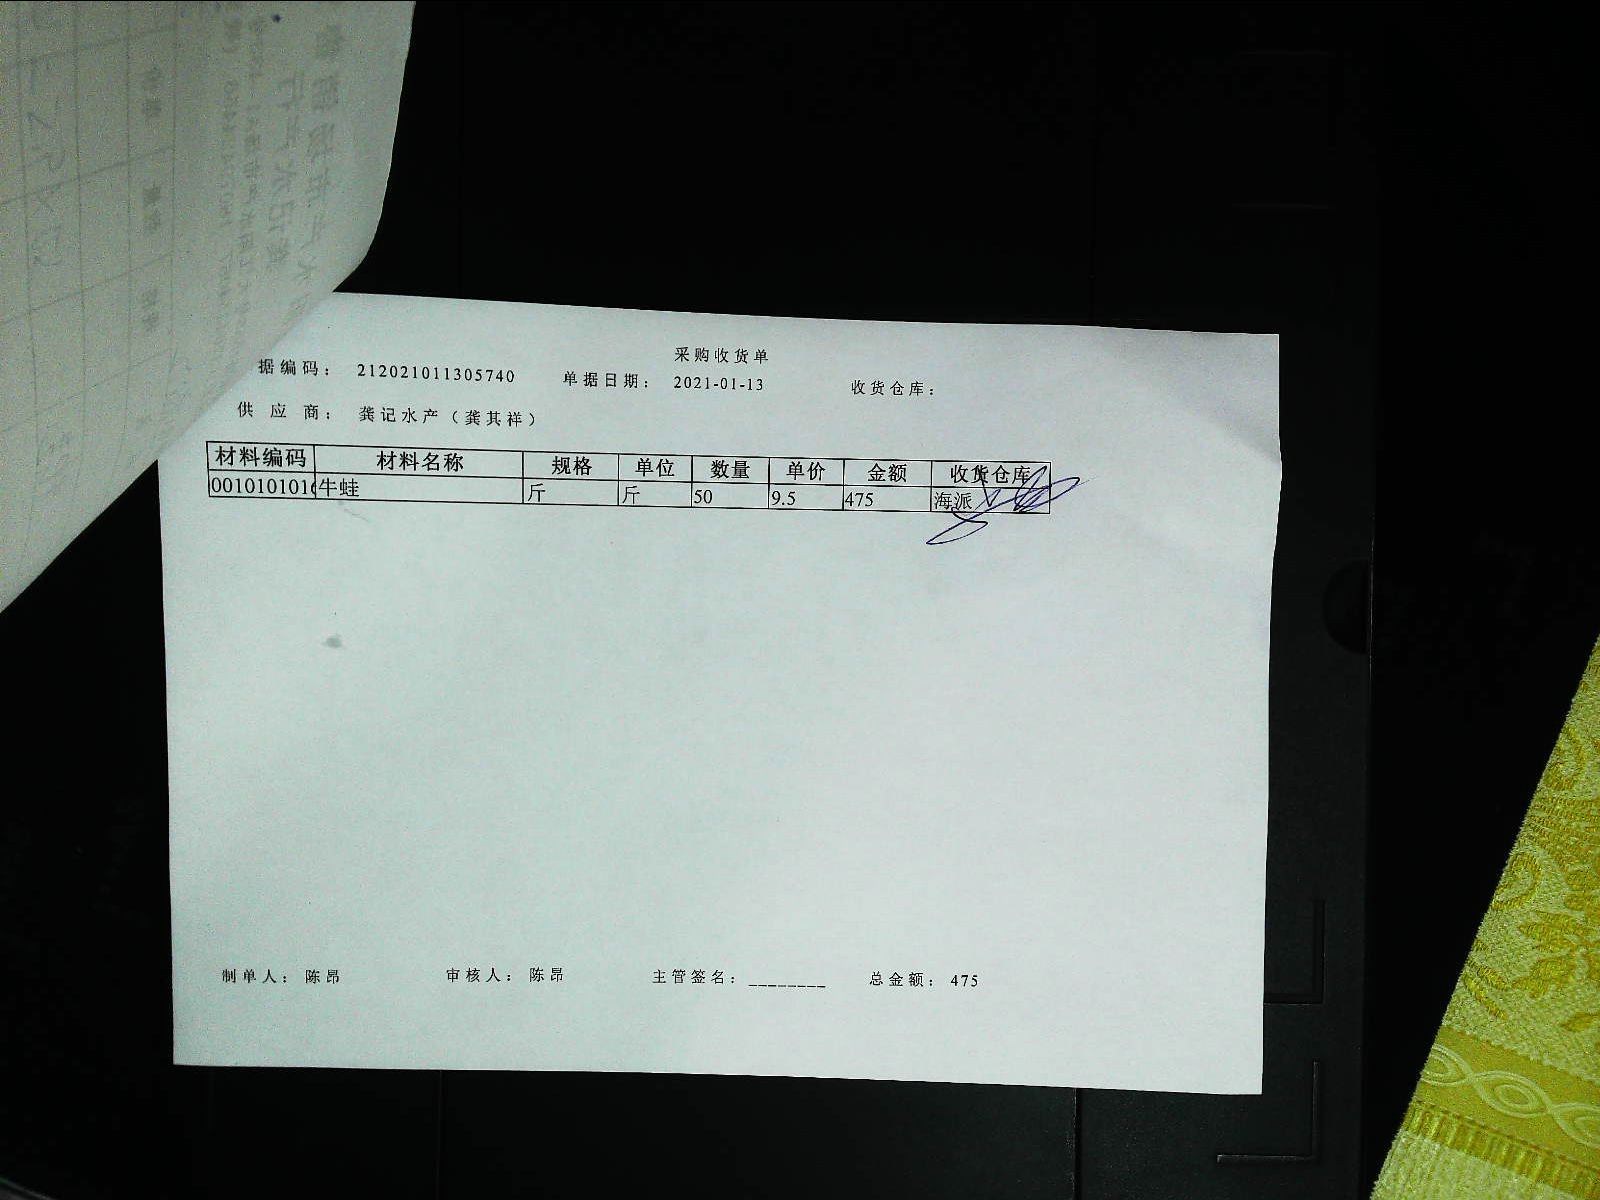 采购收货单
据编码： 212021011305740 单据日期： 2021-01-13 收货仓库：
供应商： 龚记水产（龚其祥）
材料编码 材料名称 规格 单位 数量 单价 金额 收货仓库
001010101 牛蛙 斤 斤 50 9.5 475 海派
制单人： 陈昂 审核人： 陈昂 主管签名：________ 总金额： 475